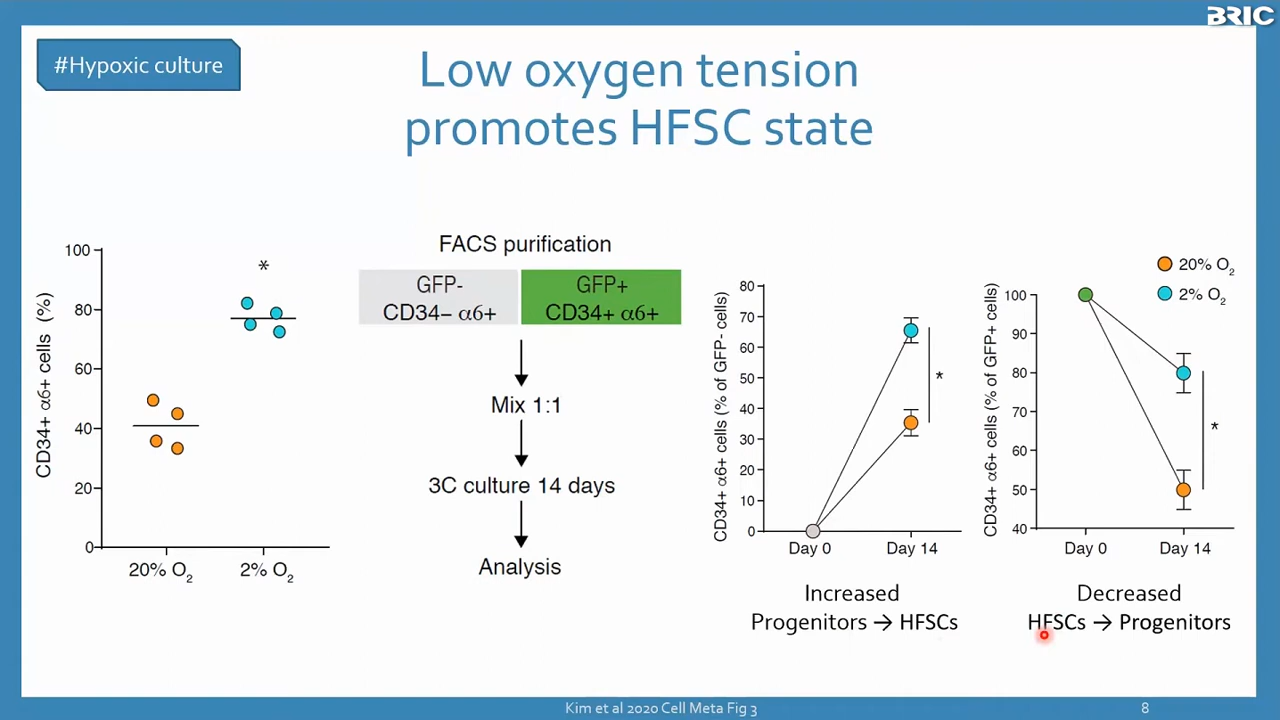 BRIC
#Hypoxic culture
Low oxygen tension
promotes HFSC state
CD34+ α6+ cells (%)
100
80
60
40
20
0
*
20% O2
2% O2
FACS purification
GFP-
CD34– α6+
GFP+
CD34+ α6+
Mix 1:1
3C culture 14 days
Analysis
CD34+ α6+ cells (% of GFP- cells)
80
70
60
50
40
30
20
10
0
*
Day 0
Day 14
Increased
Progenitors → HFSCs
20% O2
2% O2
CD34+ α6+ cells (% of GFP+ cells)
100
90
80
70
60
50
40
*
Day 0
Day 14
Decreased
HFSCs → Progenitors
Kim et al 2020 Cell Meta Fig 3
8